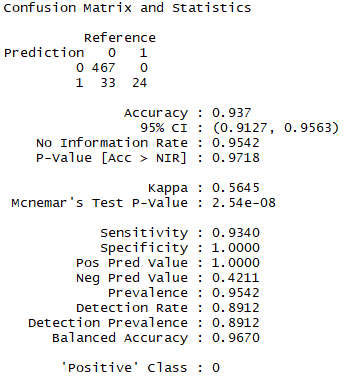 Confusion Matrix and Statistics
Reference
Prediction 0 1
0 467 0
1 33 24
Accuracy : 0.937
95% CI : (0.9127, 0.9563)
No Information Rate : 0.9542
P-Value [Acc > NIR] : 0.9718
Kappa : 0.5645
Mcnemar's Test P-Value : 2.54e-08
Sensitivity : 0.9340
Specificity : 1.0000
Pos Pred Value : 1.0000
Neg Pred Value : 0.4211
Prevalence : 0.9542
Detection Rate : 0.8912
Detection Prevalence : 0.8912
Balanced Accuracy : 0.9670
'Positive' Class : 0